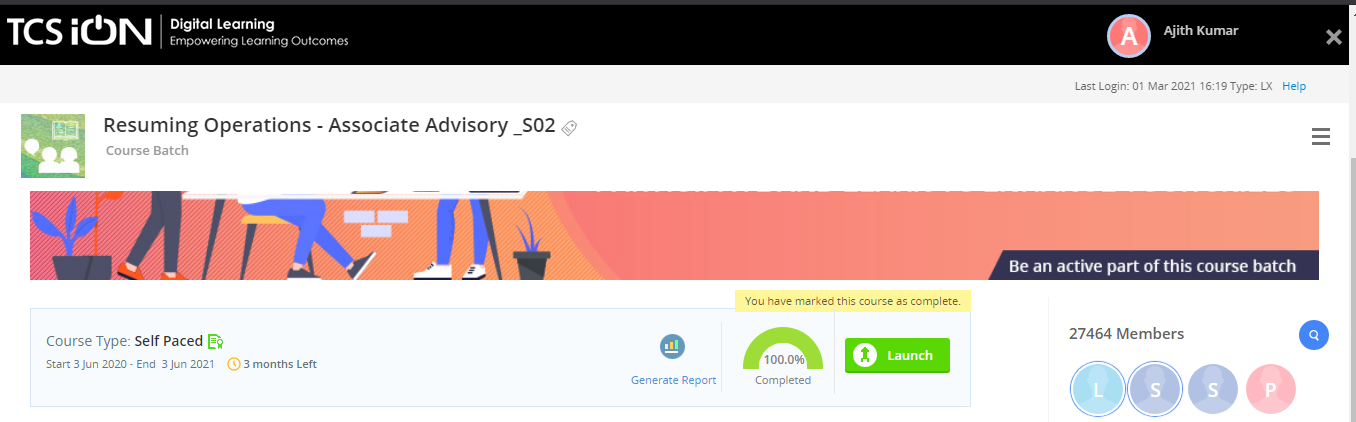 TCS iON
Digital Learning
Empowering Learning Outcomes
A
Ajith Kumar
Last Login: 01 Mar 2021 16:19 Type: LX Help
Resuming Operations - Associate Advisory _S02
Course Batch
Be an active part of this course batch
You have marked this course as complete.
Course Type: Self Paced
Start 3 Jun 2020 - End 3 Jun 2021 3 months Left
Generate Report
100.0%
Completed
Launch
27464 Members
L S S P